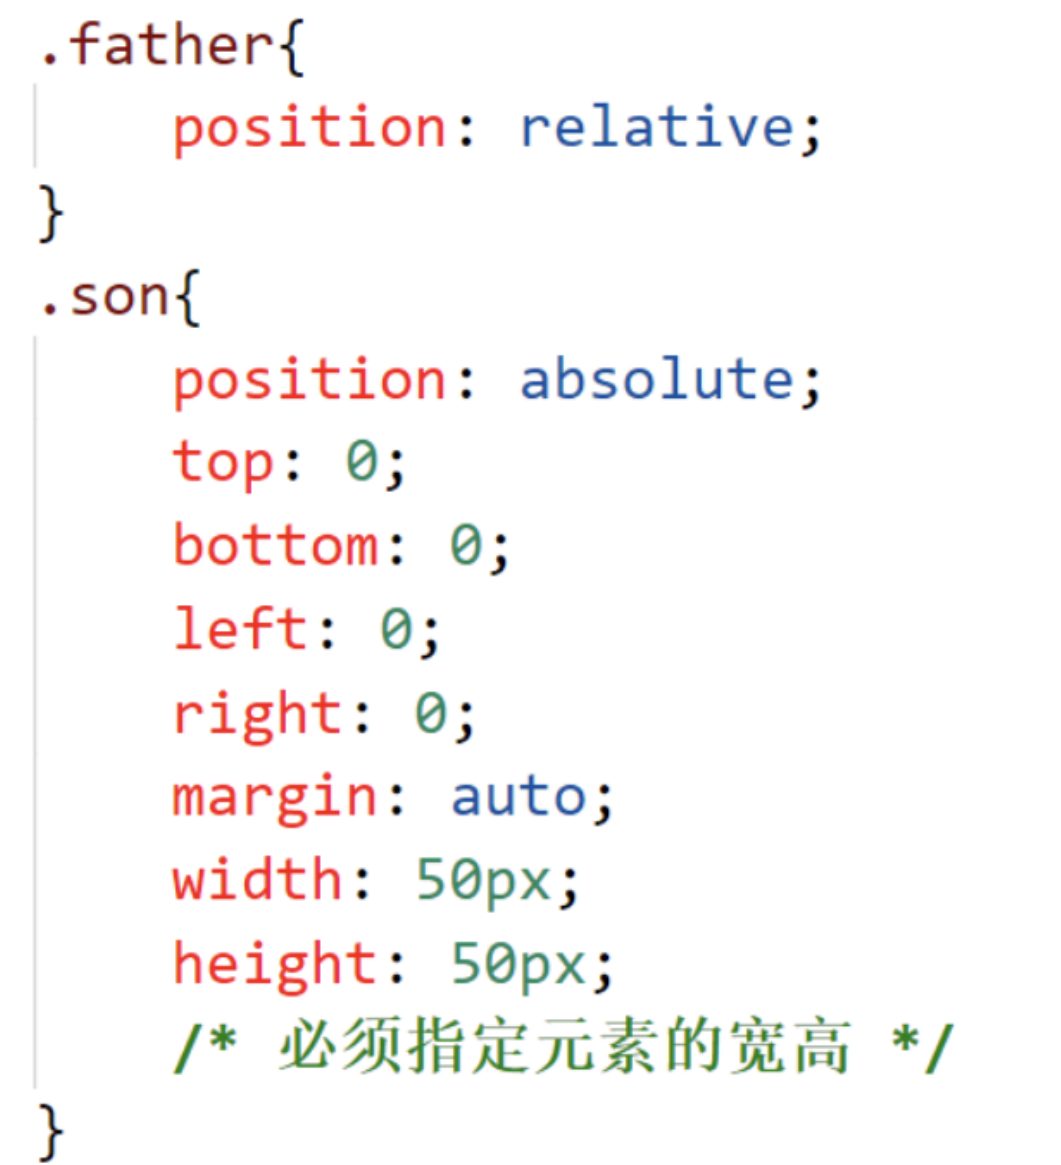 .father{
    position: relative;
}
.son{
    position: absolute;
    top: 0;
    bottom: 0;
    left: 0;
    right: 0;
    margin: auto;
    width: 50px;
    height: 50px;
    /* 必须指定元素的宽高 */
}